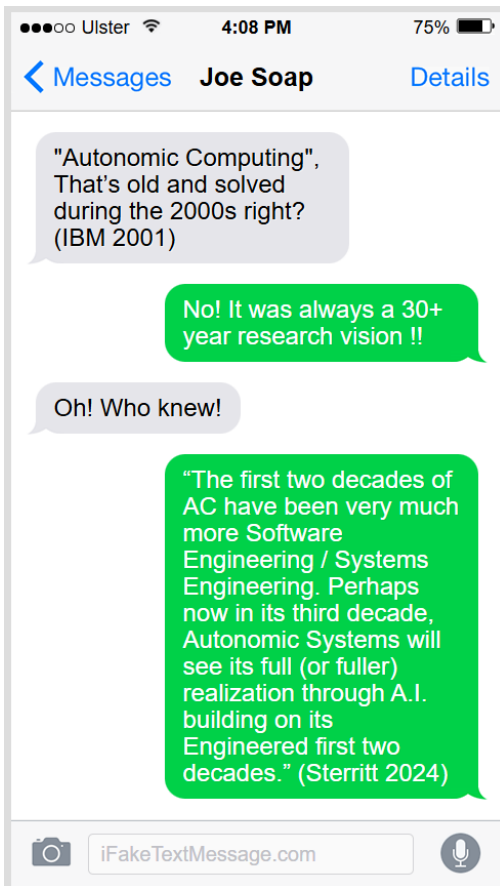 Ulster 4:08 PM 75%
Messages Joe Soap Details
"Autonomic Computing",
That’s old and solved
during the 2000s right?
(IBM 2001)
No! It was always a 30+
year research vision !!
Oh! Who knew!
“The first two decades of
AC have been very much
more Software
Engineering / Systems
Engineering. Perhaps
now in its third decade,
Autonomic Systems will
see its full (or fuller)
realization through A.I.
building on its
Engineered first two
decades.” (Sterritt 2024)
iFakeTextMessage.com